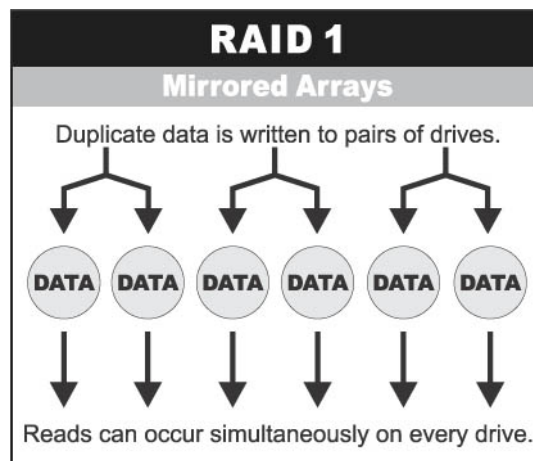 RAID 1
Mirrored Arrays
Duplicate data is written to pairs of drives.
DATA DATA DATA DATA DATA DATA
Reads can occur simultaneously on every drive.